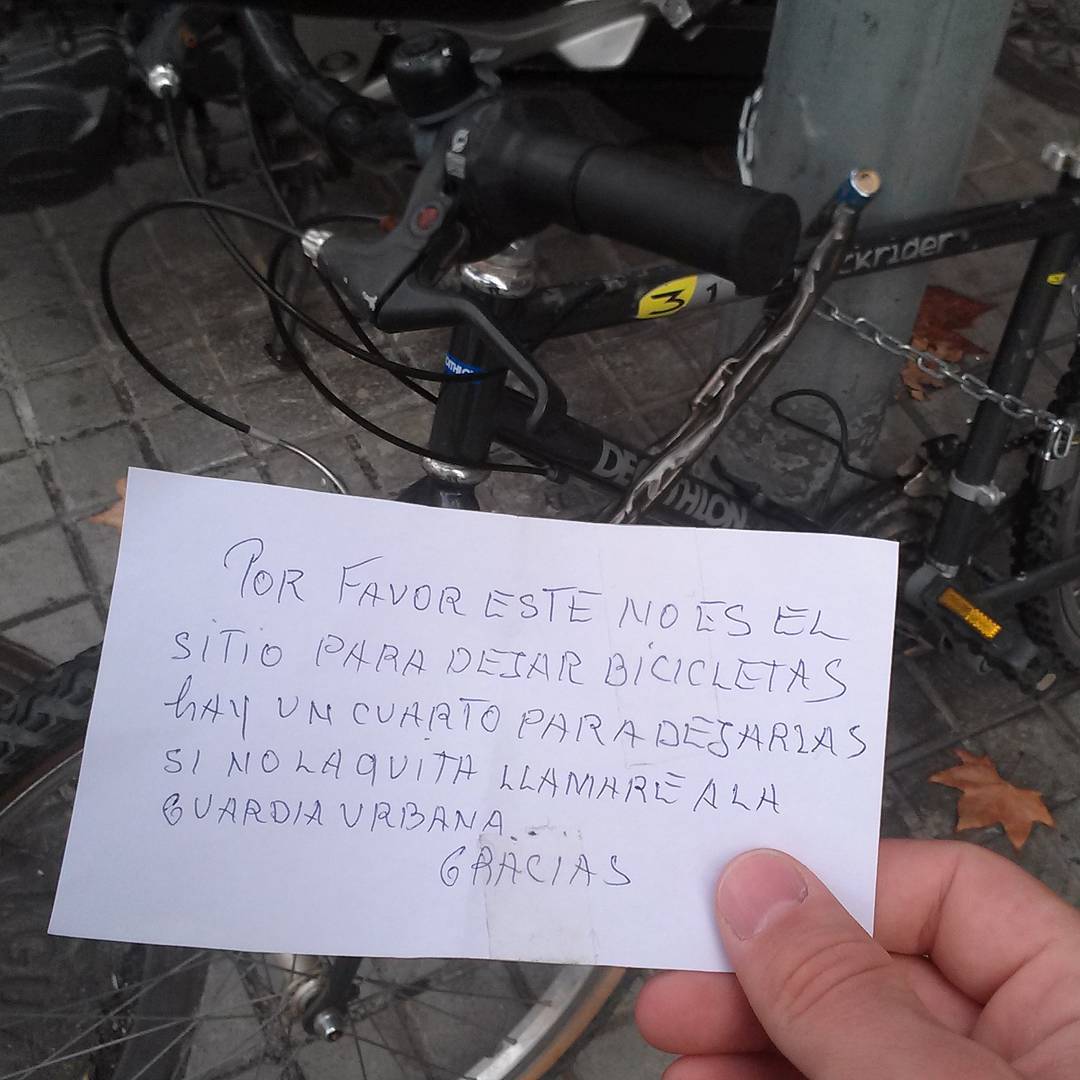 ckrider
3 1
DECATHLON
POR FAVOR ESTE NO ES EL
SITIO PARA DEJAR BICICLETAS
hAY UN CUARTO PARA DEJARLAS
SI NO LA QUITA LLAMARÉ A LA
GUARDIA URBANA
GRACIAS